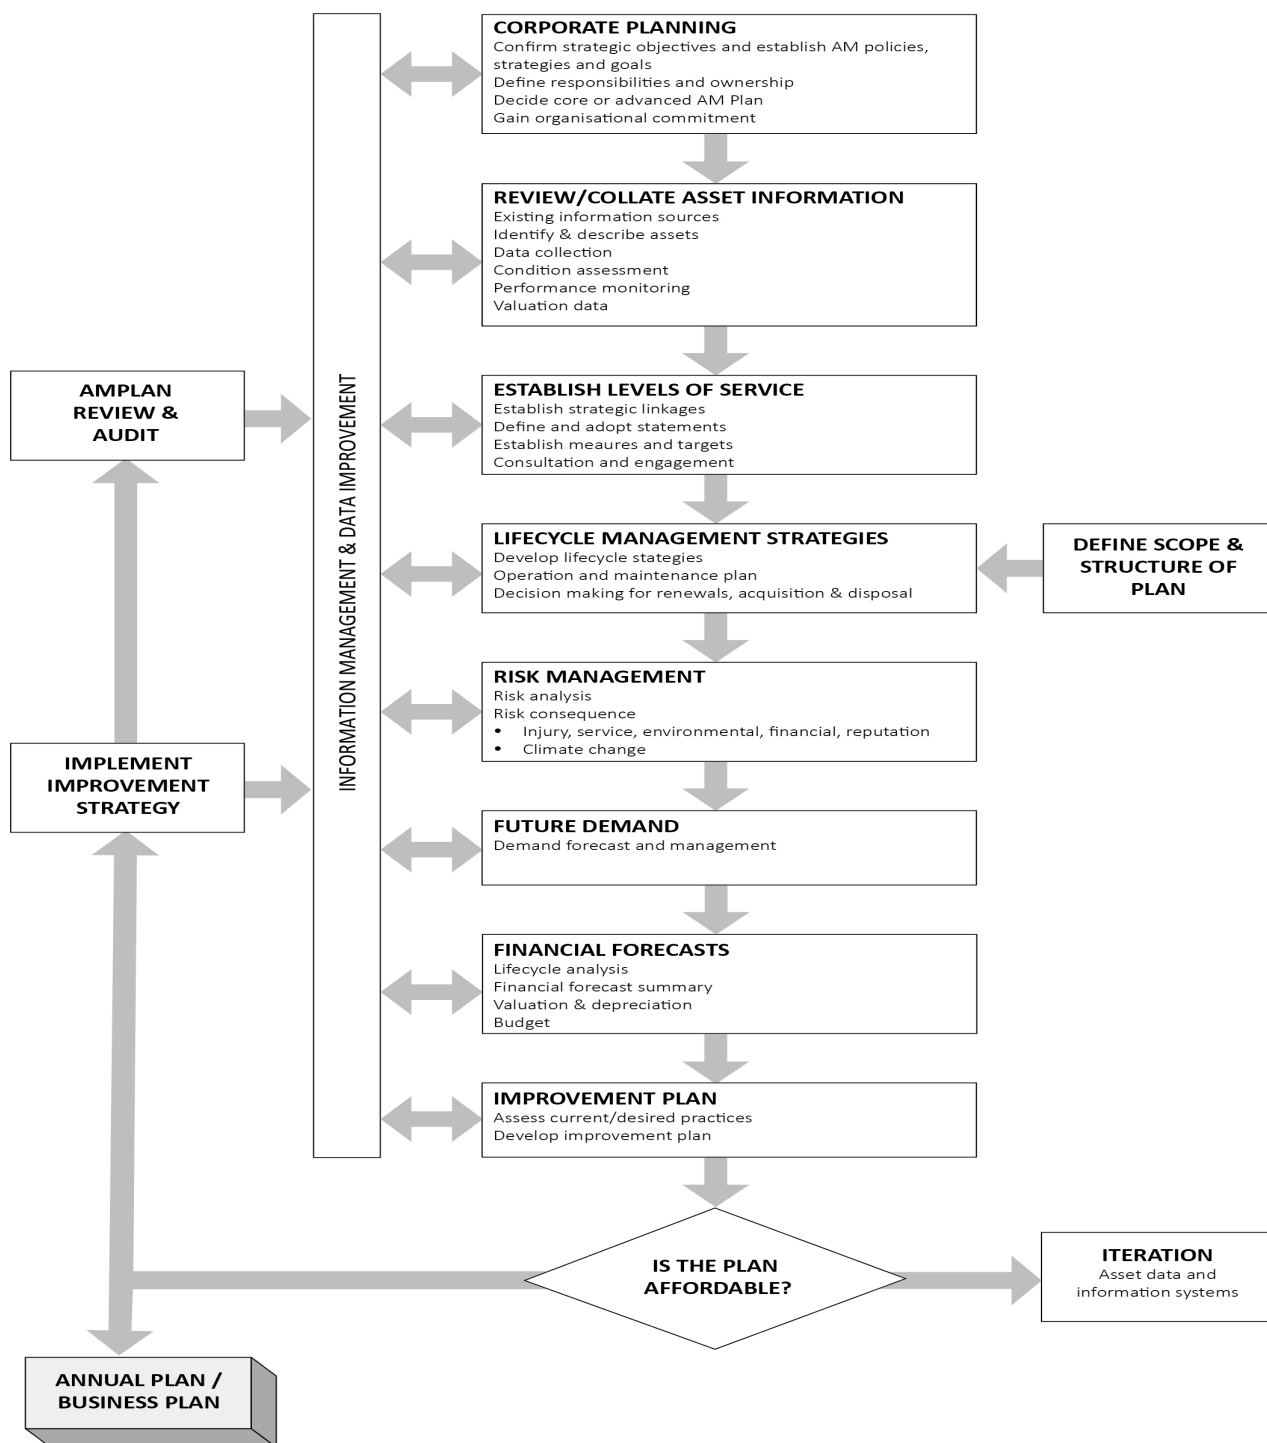 CORPORATE PLANNING
Confirm strategic objectives and establish AM policies,
strategies and goals
Define responsibilities and ownership
Decide core or advanced AM Plan
Gain organisational commitment
REVIEW/COLLATE ASSET INFORMATION
Existing information sources
Identify & describe assets
Data collection
Condition assessment
Performance monitoring
Valuation data
INFORMATION MANAGEMENT & DATA IMPROVEMENT
AMPLAN
REVIEW &
AUDIT
ESTABLISH LEVELS OF SERVICE
Establish strategic linkages
Define and adopt statements
Establish meaures and targets
Consultation and engagement
LIFECYCLE MANAGEMENT STRATEGIES
Develop lifecycle stategies
Operation and maintenance plan
Decision making for renewals, acquisition & disposal
DEFINE SCOPE &
STRUCTURE OF
PLAN
RISK MANAGEMENT
Risk analysis
Risk consequence
• Injury, service, environmental, financial, reputation
• Climate change
IMPLEMENT
IMPROVEMENT
STRATEGY
FUTURE DEMAND
Demand forecast and management
FINANCIAL FORECASTS
Lifecycle analysis
Financial forecast summary
Valuation & depreciation
Budget
IMPROVEMENT PLAN
Assess current/desired practices
Develop improvement plan
IS THE PLAN
AFFORDABLE?
ITERATION
Asset data and
information systems
ANNUAL PLAN /
BUSINESS PLAN